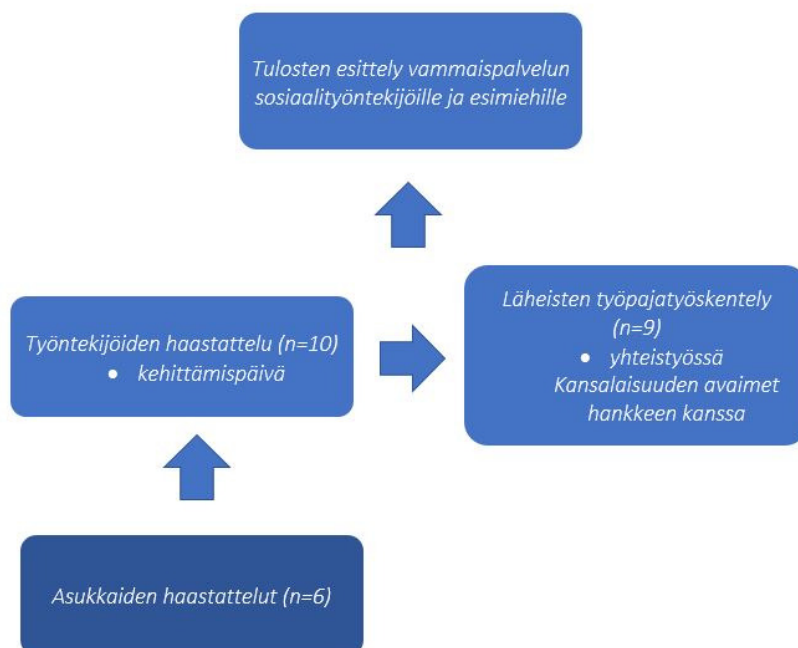 Tulosten esittely vammaispalvelun
sosiaalityöntekijöille ja esimiehille
Työntekijöiden haastattelu (n=10)
• kehittämispäivä
Läheisten työpajatyöskentely
(n=9)
• yhteistyössä
Kansalaisuuden avaimet
hankkeen kanssa
Asukkaiden haastattelut (n=6)